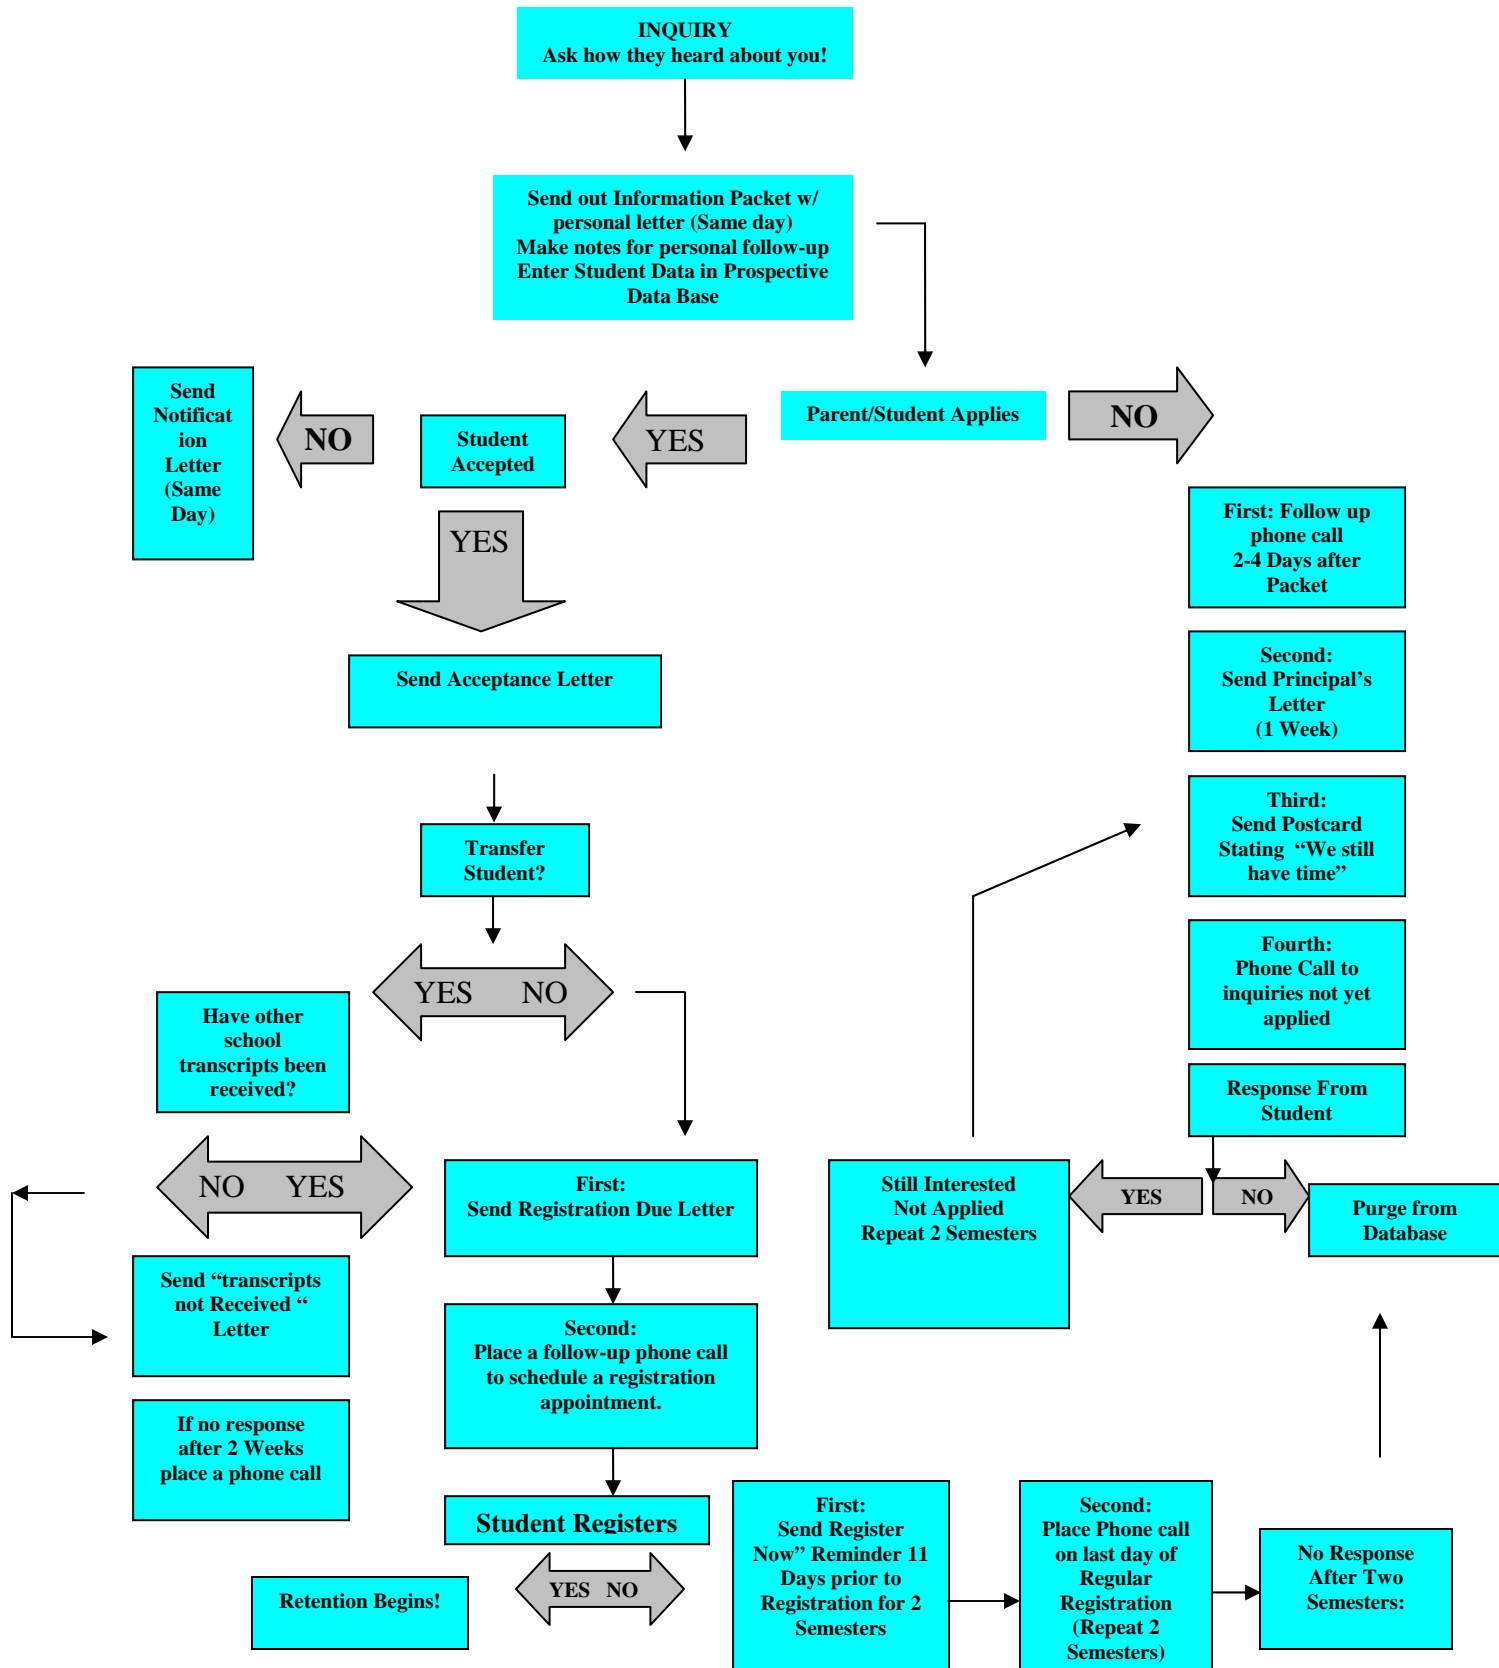 INQUIRY
Ask how they heard about you!
Send out Information Packet w/
personal letter (Same day)
Make notes for personal follow-up
Enter Student Data in Prospective
Data Base
Parent/Student Applies
NO
YES
Student
Accepted
NO
Send
Notificat
ion
Letter
(Same
Day)
YES
Send Acceptance Letter
First: Follow up
phone call
2-4 Days after
Packet
Second:
Send Principal’s
Letter
(1 Week)
Third:
Send Postcard
Stating “We still
have time”
Fourth:
Phone Call to
inquiries not yet
applied
Response From
Student
YES
NO
Still Interested
Not Applied
Repeat 2 Semesters
Purge from
Database
Transfer
Student?
YES NO
Have other
school
transcripts been
received?
NO YES
Send “transcripts
not Received “
Letter
If no response
after 2 Weeks
place a phone call
First:
Send Registration Due Letter
Second:
Place a follow-up phone call
to schedule a registration
appointment.
Student Registers
YES NO
Retention Begins!
First:
Send Register
Now” Reminder 11
Days prior to
Registration for 2
Semesters
Second:
Place Phone call
on last day of
Regular
Registration
(Repeat 2
Semesters)
No Response
After Two
Semesters: